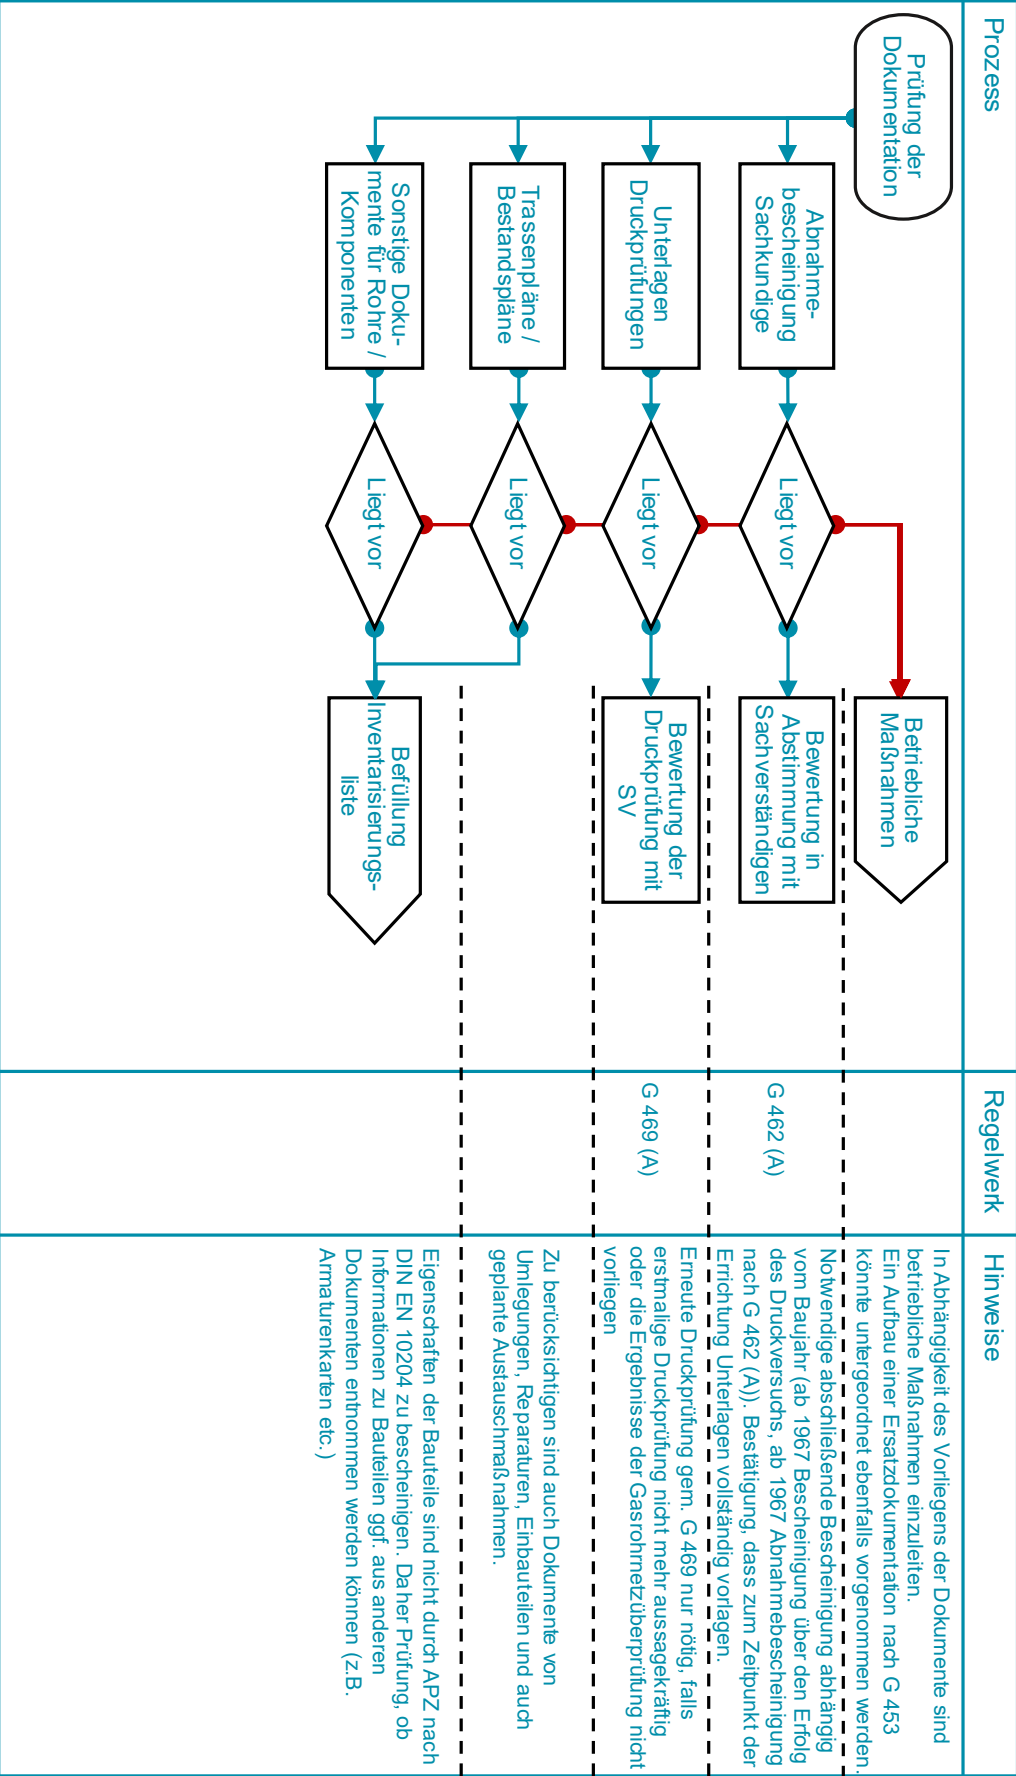 Prozess
Regelwerk
Hinweise
Prüfung der
Dokumentation
Betriebliche
Maßnahmen
In Abhängigkeit des Vorliegens der Dokumente sind
betriebliche Maßnahmen einzuleiten.
Ein Aufbau einer Ersatzdokumentation nach G 453
könnte untergeordnet ebenfalls vorgenommen werden.
Abnahme-
bescheinigung
Sachkundige
Liegt vor
Bewertung in
Abstimmung mit
Sachverständigen
G 462 (A)
Notwendige abschließende Bescheinigung abhängig
vom Baujahr (ab 1967 Bescheinigung über den Erfolg
des Druckversuchs, ab 1967 Abnahmebescheinigung
nach G 462 (A)). Bestätigung, dass zum Zeitpunkt der
Errichtung Unterlagen vollständig vorlagen.
Unterlagen
Druckprüfungen
Liegt vor
Bewertung der
Druckprüfung mit
SV
G 469 (A)
Erneute Druckprüfung gem. G 469 nur nötig, falls
erstmalige Druckprüfung nicht mehr aussagekräftig
oder die Ergebnisse der Gasrohrnetzüberprüfung nicht
vorliegen
Trassenpläne /
Bestandspläne
Liegt vor
Zu berücksichtigen sind auch Dokumente von
Umlegungen, Reparaturen, Einbauteilen und auch
geplante Austauschmaßnahmen.
Sonstige Doku-
mente für Rohre /
Komponenten
Liegt vor
Befüllung
Inventarisierungs-
liste
Eigenschaften der Bauteile sind nicht durch APZ nach
DIN EN 10204 zu bescheinigen. Daher Prüfung, ob
Informationen zu Bauteilen ggf. aus anderen
Dokumenten entnommen werden können (z.B.
Armaturenkarten etc.)